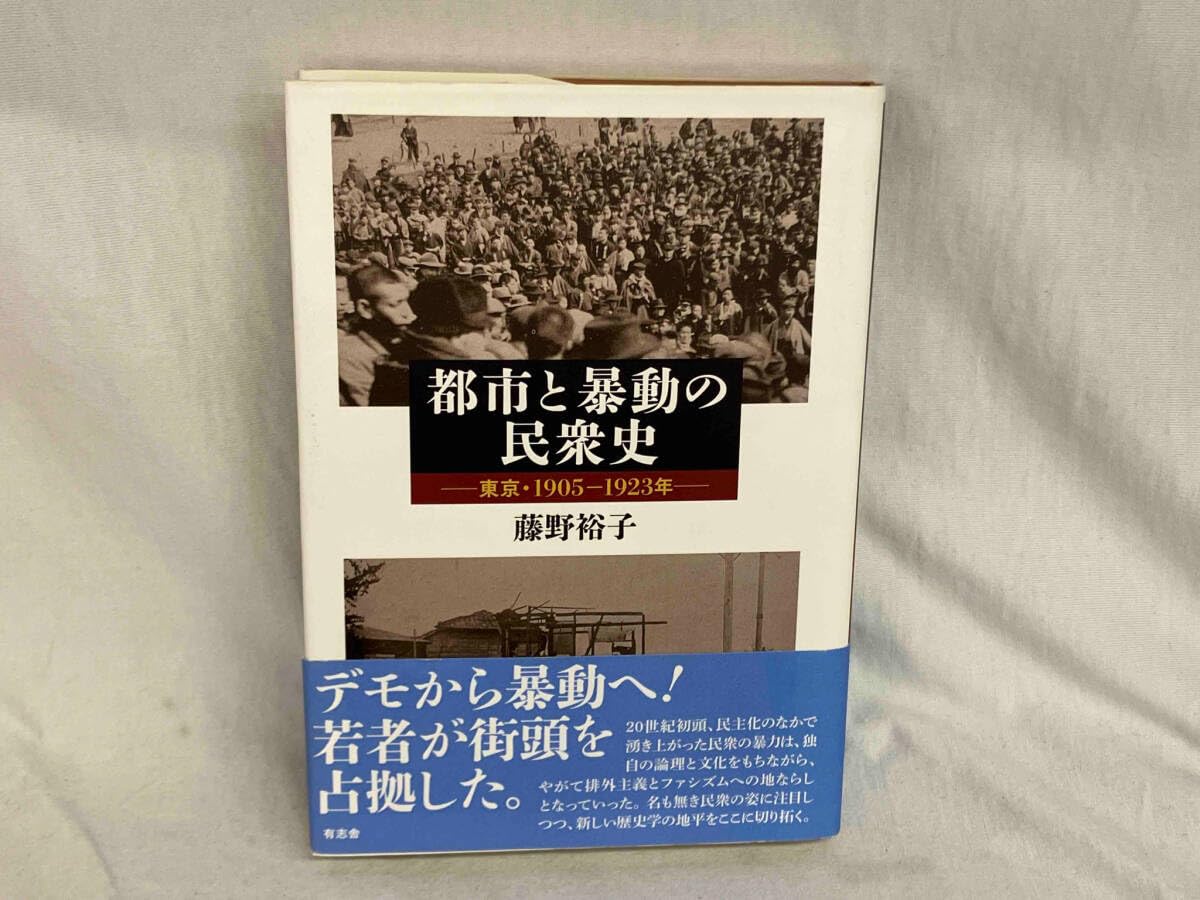 都市と暴動の
民衆史
─東京・1905−1923年─
藤野裕子
デモから暴動へ!
若者が街頭を
占拠した。
20世紀初頭、民主化のなかで
湧き上がった民衆の暴力は、独
自の論理と文化をもちながら、
やがて排外主義とファシズムへの地ならし
となっていった。名も無き民衆の姿に注目し
つつ、新しい歴史学の地平をここに切り拓く。
有志舎